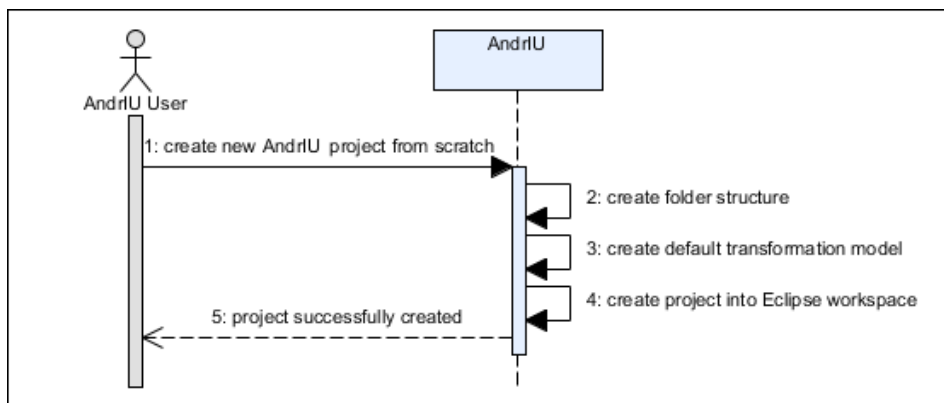 AndrIU
AndrIU User
1: create new AndrIU project from scratch
2: create folder structure
3: create default transformation model
4: create project into Eclipse workspace
5: project successfully created